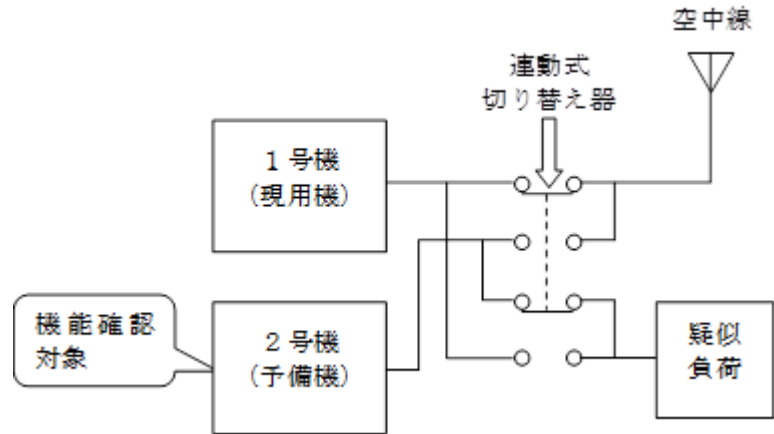 空中線
連動式
切り替え器
1号機
(現用機)
機能確認
対象
2号機
(予備機)
疑似
負荷